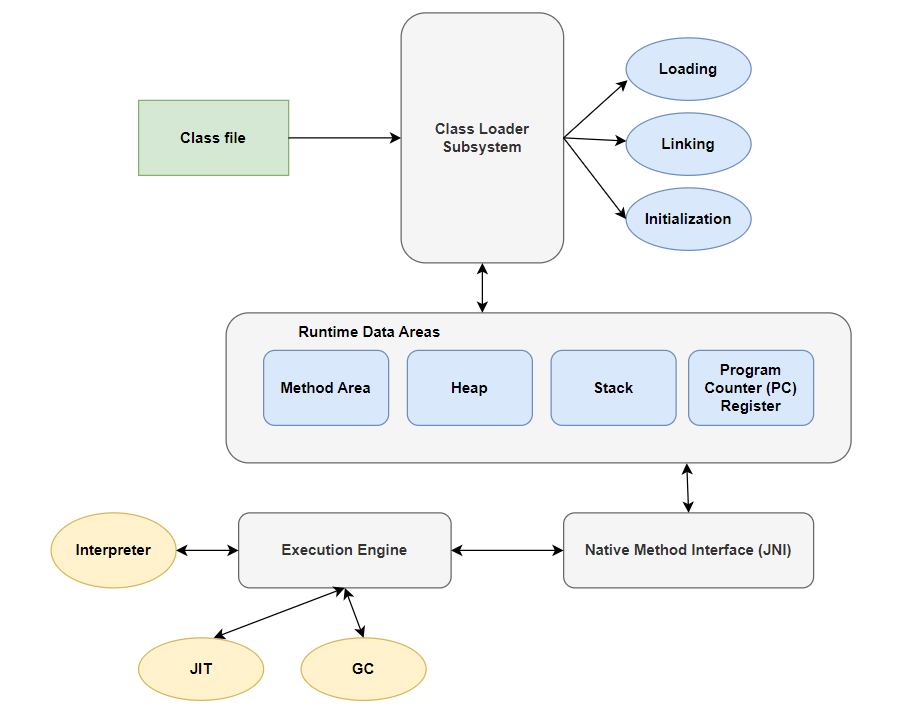 Class file
Class Loader
Subsystem
Loading
Linking
Initialization
Runtime Data Areas
Method Area
Heap
Stack
Program
Counter (PC)
Register
Interpreter
Execution Engine
Native Method Interface (JNI)
JIT
GC